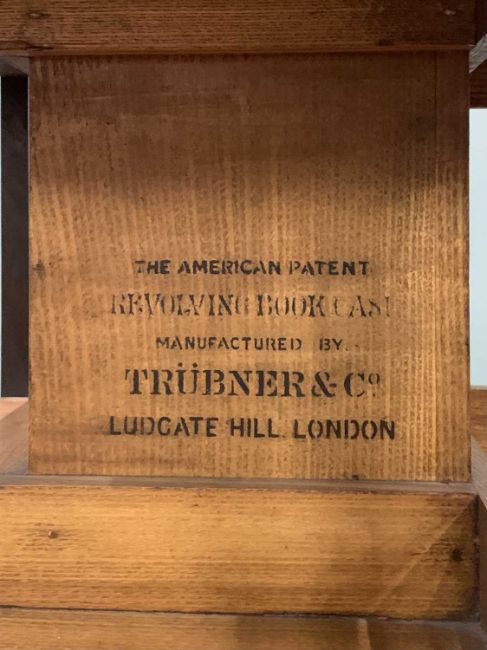 THE AMERICAN PATENT
REVOLVING BOOK CASE
MANUFACTURED BY.
TRÜBNER & Cº
LUDGATE HILL. LONDON